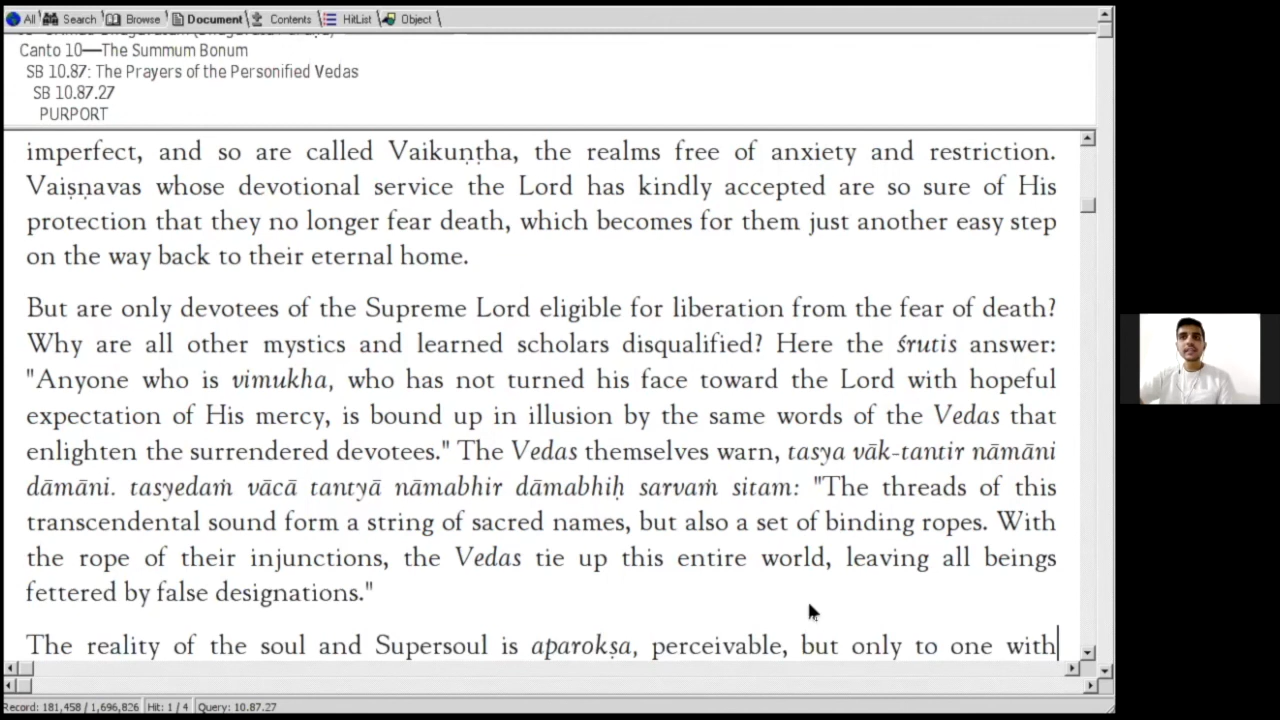 All Search Browse Document Contents HitList Object
Canto 10—The Summum Bonum
SB 10.87: The Prayers of the Personified Vedas
SB 10.87.27
PURPORT
imperfect, and so are called Vaikuṇṭha, the realms free of anxiety and restriction.
Vaiṣṇavas whose devotional service the Lord has kindly accepted are so sure of His
protection that they no longer fear death, which becomes for them just another easy step
on the way back to their eternal home.
But are only devotees of the Supreme Lord eligible for liberation from the fear of death?
Why are all other mystics and learned scholars disqualified? Here the śrutis answer:
"Anyone who is vimukha, who has not turned his face toward the Lord with hopeful
expectation of His mercy, is bound up in illusion by the same words of the Vedas that
enlighten the surrendered devotees." The Vedas themselves warn, tasya vāk-tantir nāmāni
dāmāni. tasyedaṁ vācā tantyā nāmabhir dāmabhiḥ sarvaṁ sitam: "The threads of this
transcendental sound form a string of sacred names, but also a set of binding ropes. With
the rope of their injunctions, the Vedas tie up this entire world, leaving all beings
fettered by false designations."
The reality of the soul and Supersoul is aparokṣa, perceivable, but only to one with
Record: 181,458 / 1,696,826 Hit: 1 / 4 Query: 10.87.27